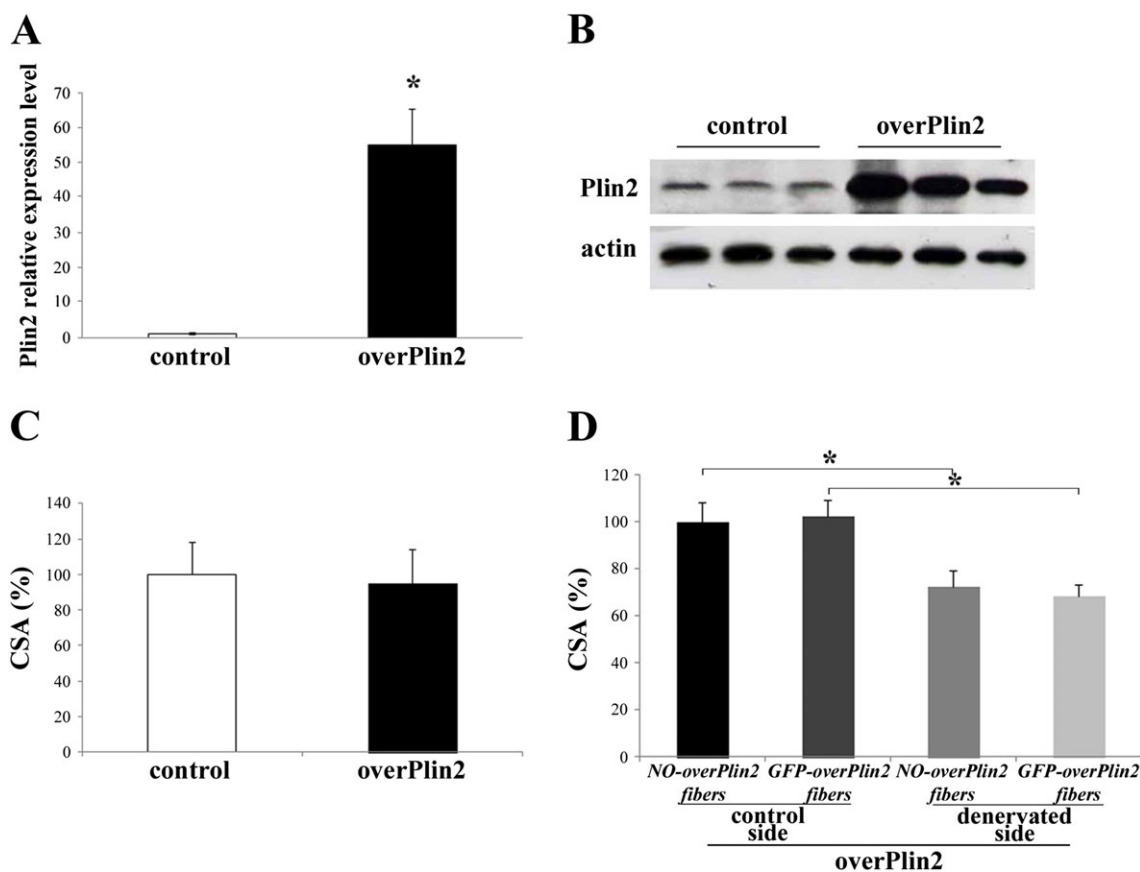 A
Plin2 relative expression level
70
60
50
40
30
20
10
0
*
control
overPlin2
B
control
overPlin2
Plin2
actin
C
CSA (%)
140
120
100
80
60
40
20
0
control
overPlin2
D
CSA (%)
120
100
80
60
40
20
0
*
*
NO-overPlin2 GFP-overPlin2 NO-overPlin2 GFP-overPlin2
fibers fibers fibers fibers
control denervated
side side
overPlin2